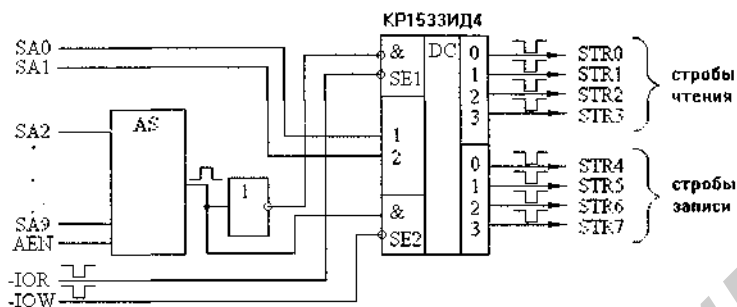 КР1533ИД4
SA0
SA1
SA2
SA9
AEN
-IOR
-IOW
AS
1
&
SE1
1
2
&
SE2
DC
0
1
2
3
0
1
2
3
STR0
STR1
STR2
STR3
стробы
чтения
STR4
STR5
STR6
STR7
стробы
записи